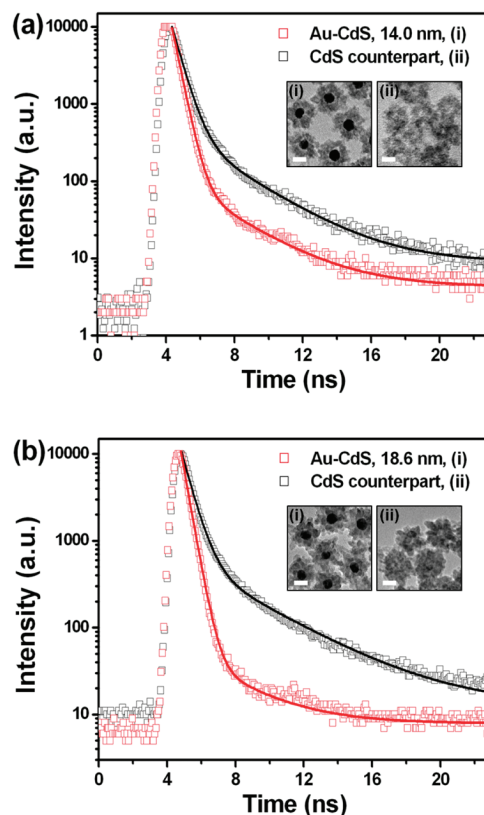 (a)
Au-CdS, 14.0 nm, (i)
CdS counterpart, (ii)
(i)
(ii)
Intensity (a.u.)
10000
1000
100
10
1
0 4 8 12 16 20
Time (ns)
(b)
Au-CdS, 18.6 nm, (i)
CdS counterpart, (ii)
(i)
(ii)
Intensity (a.u.)
10000
1000
100
10
0 4 8 12 16 20
Time (ns)